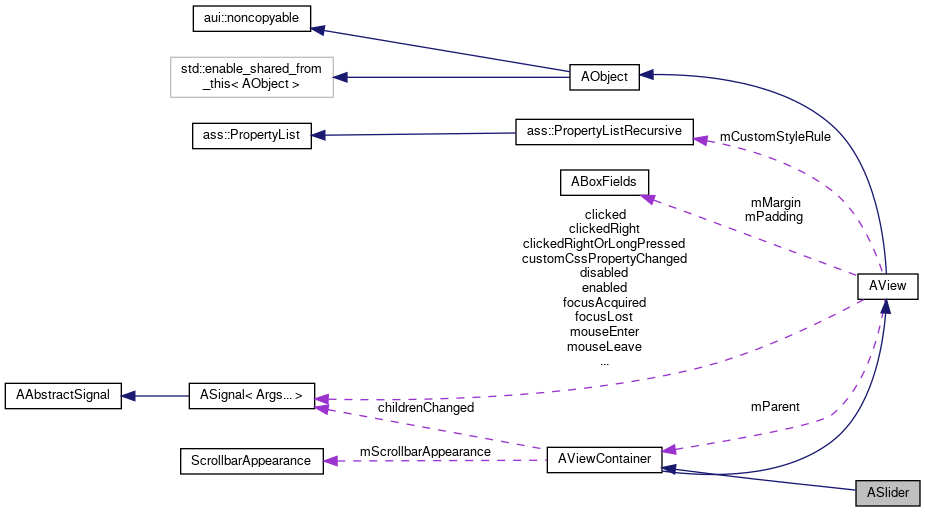 aui::noncopyable
std::enable_shared_from
_this< AObject >
AObject
ass::PropertyList
ass::PropertyListRecursive
mCustomStyleRule
ABoxFields
mMargin
mPadding
clicked
clickedRight
clickedRightOrLongPressed
customCssPropertyChanged
disabled
enabled
focusAcquired
focusLost
mouseEnter
mouseLeave
...
AView
AAbstractSignal
ASignal< Args... >
childrenChanged
mParent
ScrollbarAppearance
mScrollbarAppearance
AViewContainer
ASlider